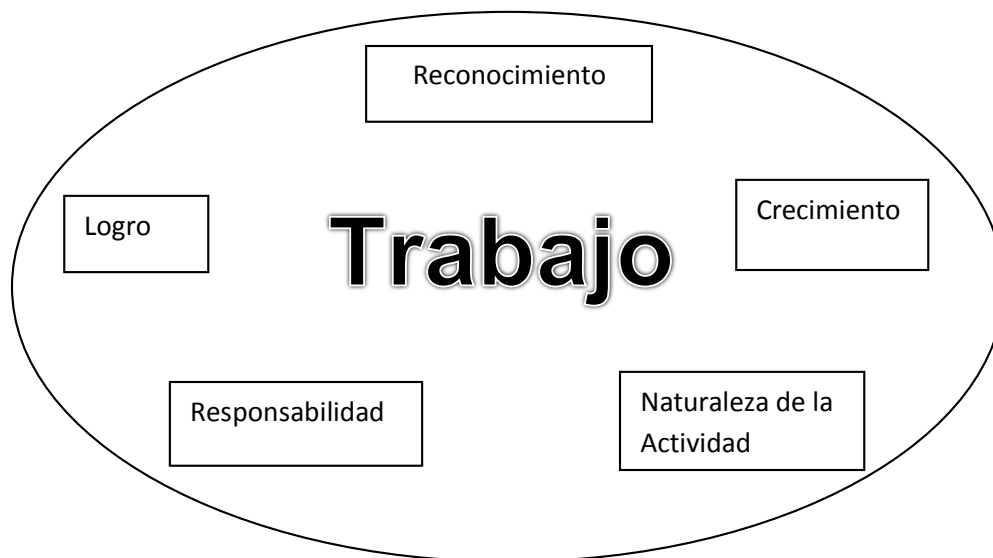 Reconocimiento
Logro
Trabajo
Crecimiento
Responsabilidad
Naturaleza de la
Actividad